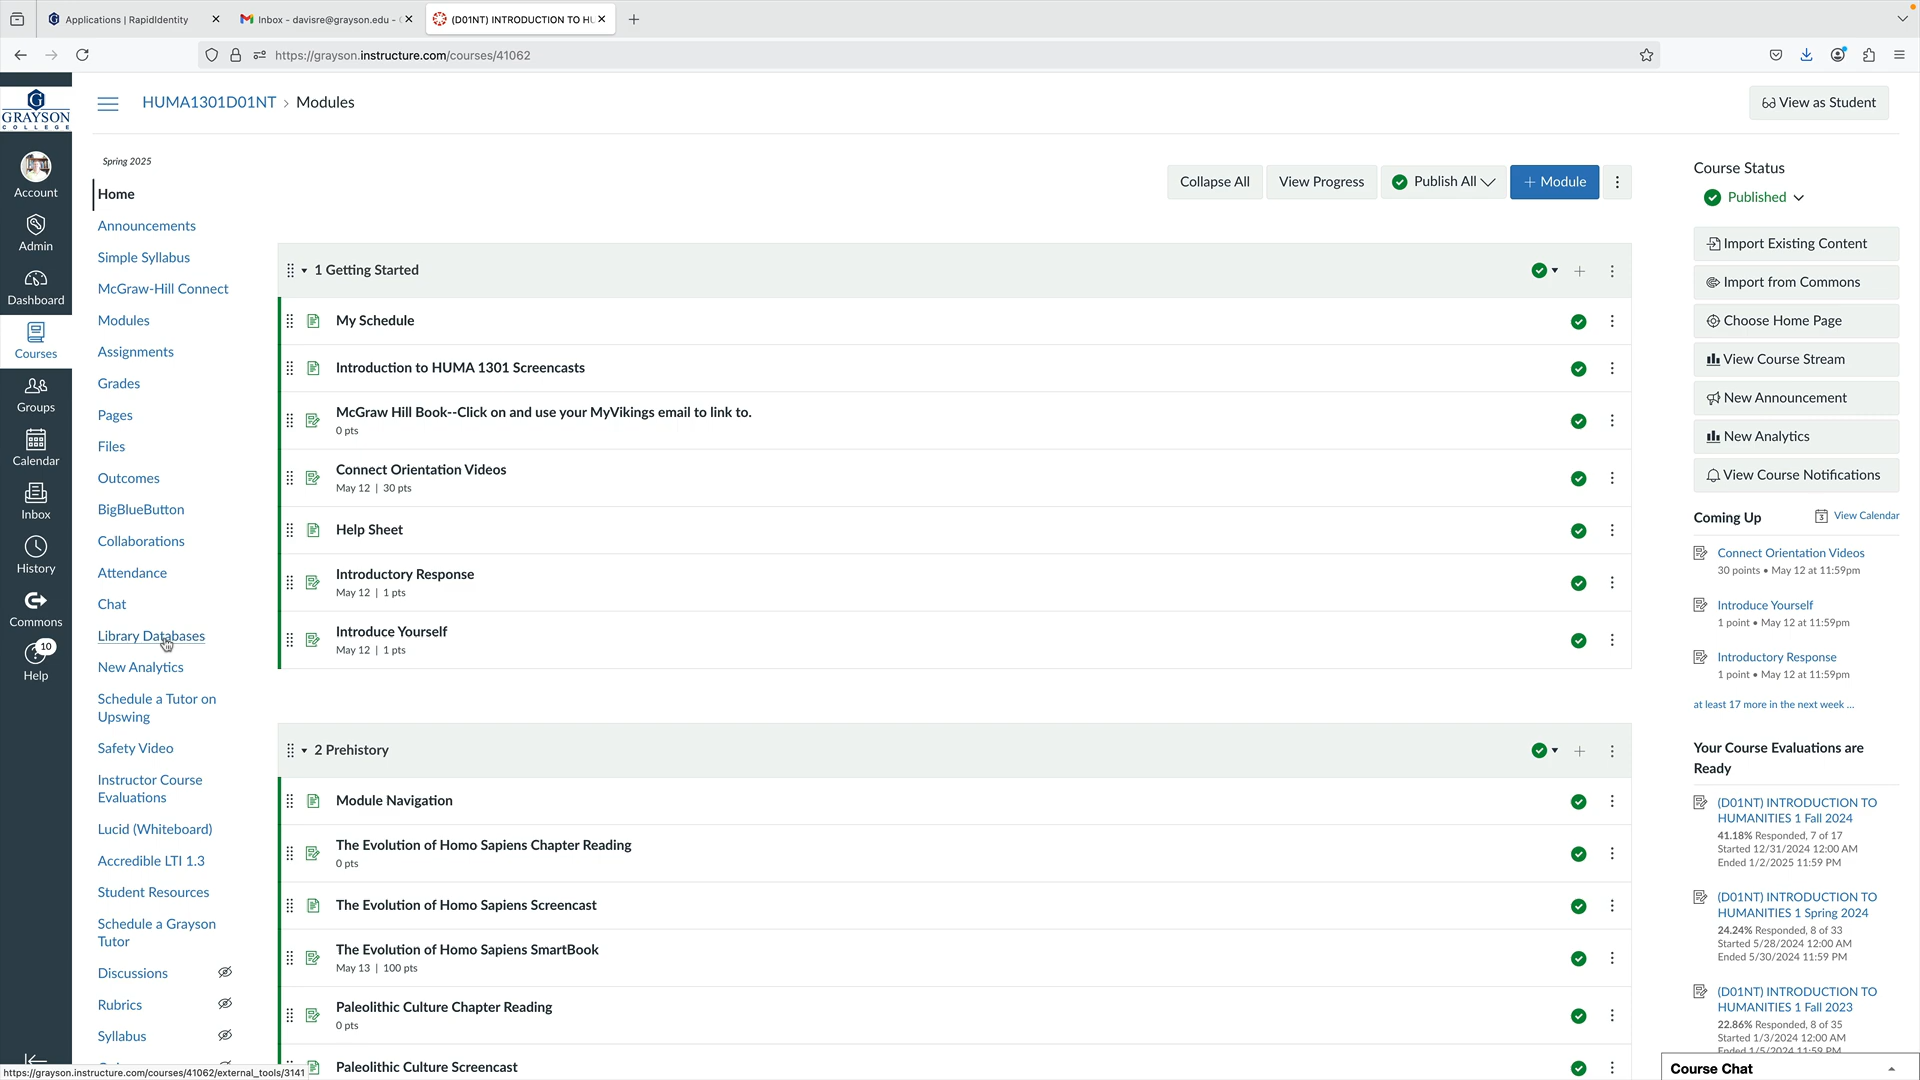 Applications | RapidIdentity
Inbox - davisre@grayson.edu -
(D01NT) INTRODUCTION TO HU
https://grayson.instructure.com/courses/41062
GRAYSON
COLLEGE
Account
Admin
Dashboard
Courses
Groups
Calendar
Inbox
History
Commons
10
Help
HUMA1301D01NT › Modules
View as Student
Spring 2025
Home
Announcements
Simple Syllabus
McGraw-Hill Connect
Modules
Assignments
Grades
Pages
Files
Outcomes
BigBlueButton
Collaborations
Attendance
Chat
Library Databases
New Analytics
Schedule a Tutor on
Upswing
Safety Video
Instructor Course
Evaluations
Lucid (Whiteboard)
Accredible LTI 1.3
Student Resources
Schedule a Grayson
Tutor
Discussions
Rubrics
Syllabus
https://grayson.instructure.com/courses/41062/external_tools/3141
Collapse All
View Progress
Publish All
+ Module
1 Getting Started
My Schedule
Introduction to HUMA 1301 Screencasts
McGraw Hill Book--Click on and use your MyVikings email to link to.
0 pts
Connect Orientation Videos
May 12 | 30 pts
Help Sheet
Introductory Response
May 12 | 1 pts
Introduce Yourself
May 12 | 1 pts
2 Prehistory
Module Navigation
The Evolution of Homo Sapiens Chapter Reading
0 pts
The Evolution of Homo Sapiens Screencast
The Evolution of Homo Sapiens SmartBook
May 13 | 100 pts
Paleolithic Culture Chapter Reading
0 pts
Paleolithic Culture Screencast
Course Status
Published
Import Existing Content
Import from Commons
Choose Home Page
View Course Stream
New Announcement
New Analytics
View Course Notifications
Coming Up
View Calendar
Connect Orientation Videos
30 points • May 12 at 11:59pm
Introduce Yourself
1 point • May 12 at 11:59pm
Introductory Response
1 point • May 12 at 11:59pm
at least 17 more in the next week ...
Your Course Evaluations are
Ready
(D01NT) INTRODUCTION TO
HUMANITIES 1 Fall 2024
41.18% Responded, 7 of 17
Started 12/31/2024 12:00 AM
Ended 1/2/2025 11:59 PM
(D01NT) INTRODUCTION TO
HUMANITIES 1 Spring 2024
24.24% Responded, 8 of 33
Started 5/28/2024 12:00 AM
Ended 5/30/2024 11:59 PM
(D01NT) INTRODUCTION TO
HUMANITIES 1 Fall 2023
22.86% Responded, 8 of 35
Started 1/3/2024 12:00 AM
Ended 1/5/2024 11:59 PM
Course Chat